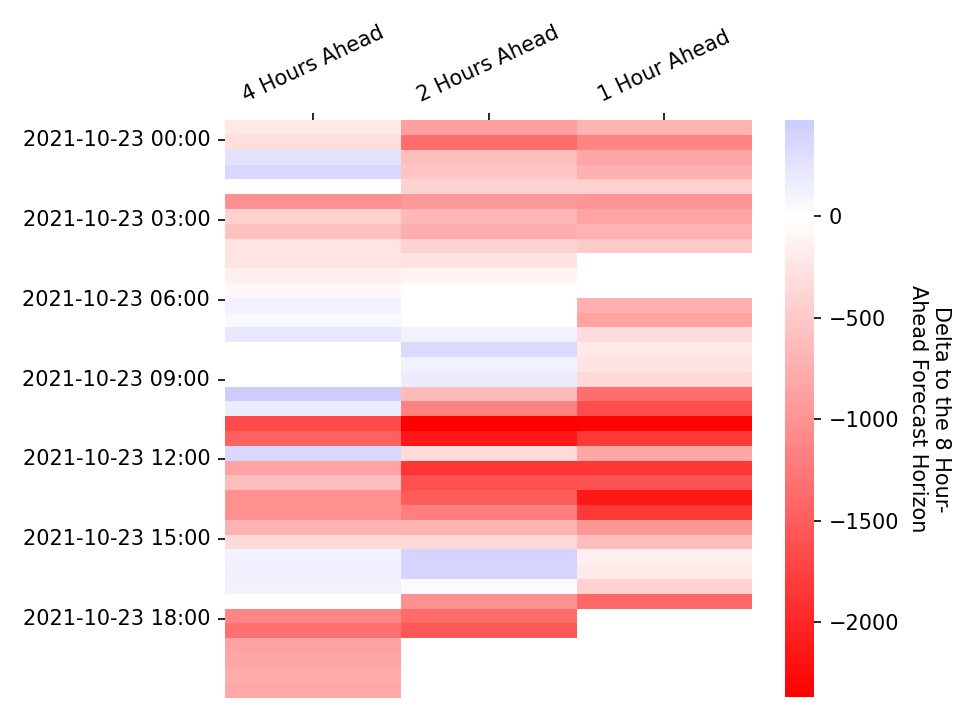 4 Hours Ahead
2 Hours Ahead
1 Hour Ahead
2021-10-23 00:00
2021-10-23 03:00
2021-10-23 06:00
2021-10-23 09:00
2021-10-23 12:00
2021-10-23 15:00
2021-10-23 18:00
0
−500
−1000
−1500
−2000
Delta to the 8 Hour-
Ahead Forecast Horizon